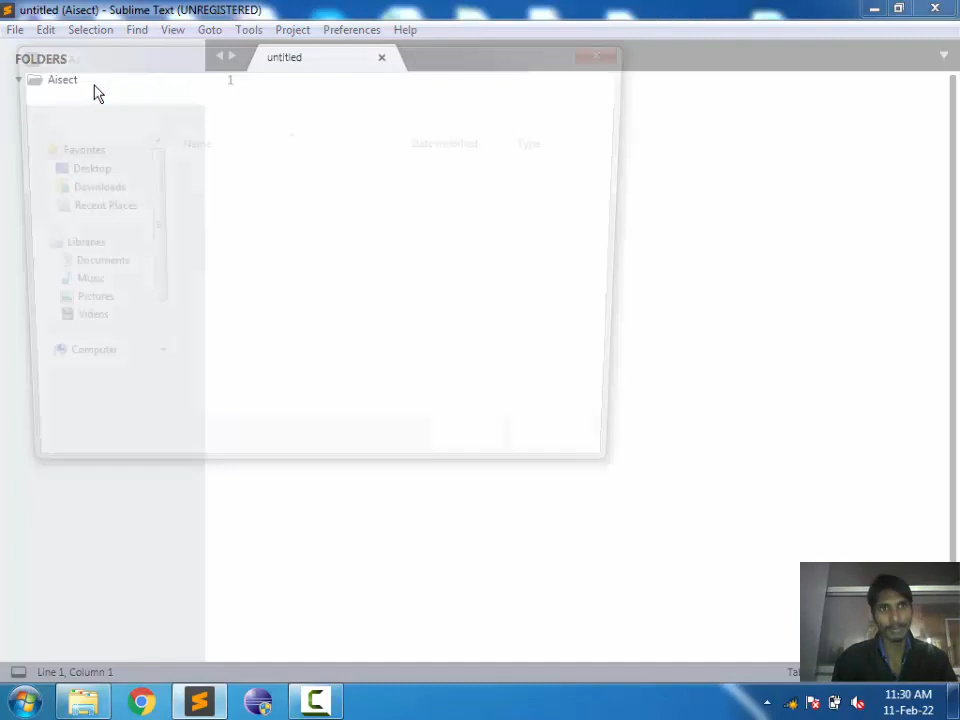 untitled (Aisect) - Sublime Text (UNREGISTERED)
File Edit Selection Find View Goto Tools Project Preferences Help
FOLDERS
untitled
Aisect
1
Name
Date modified
Type
Favorites
Desktop
Downloads
Recent Places
Libraries
Documents
Music
Pictures
Videos
Computer
Line 1, Column 1
11:30 AM
11-Feb-22